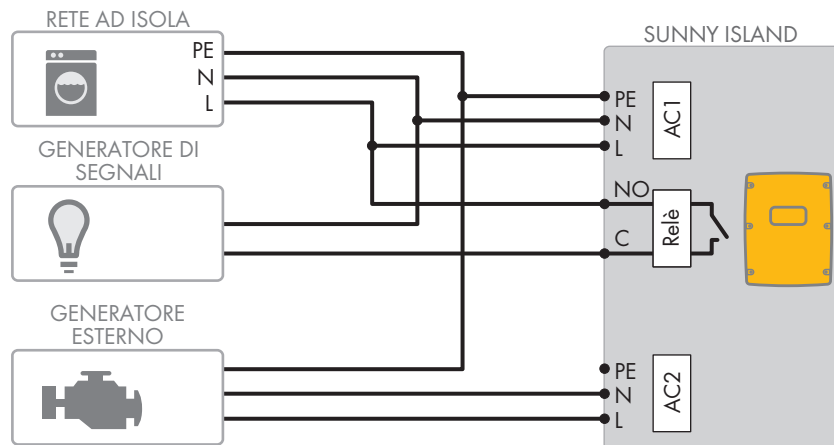 RETE AD ISOLA
PE
N
L
GENERATORE DI
SEGNALI
GENERATORE
ESTERNO
SUNNY ISLAND
PE
N
L
AC1
NO
C
Relè
PE
N
L
AC2